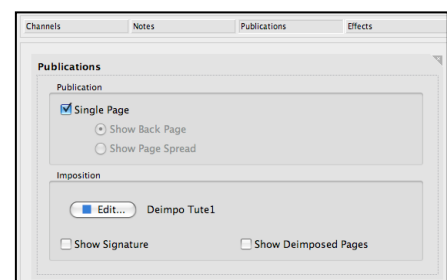 Channels Notes Publications Effects
Publications
Publication
Single Page
Show Back Page
Show Page Spread
Imposition
Edit... Deimpo Tute1
Show Signature Show Deimposed Pages